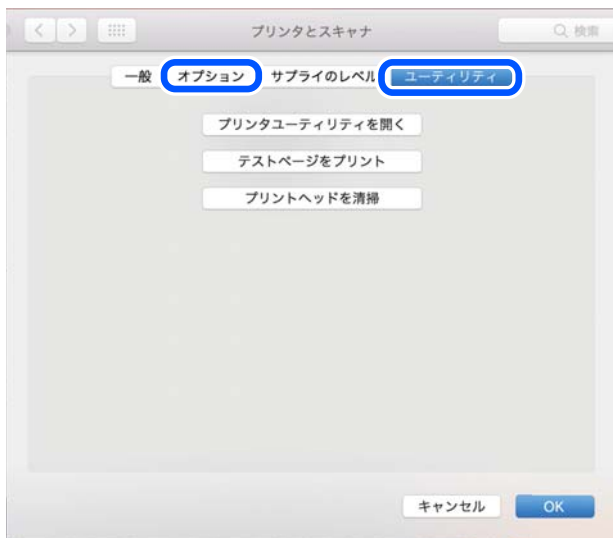 プリンタとスキャナ
検索
一般 オプション サプライのレベル ユーティリティ
プリンタユーティリティを開く
テストページをプリント
プリントヘッドを清掃
キャンセル OK